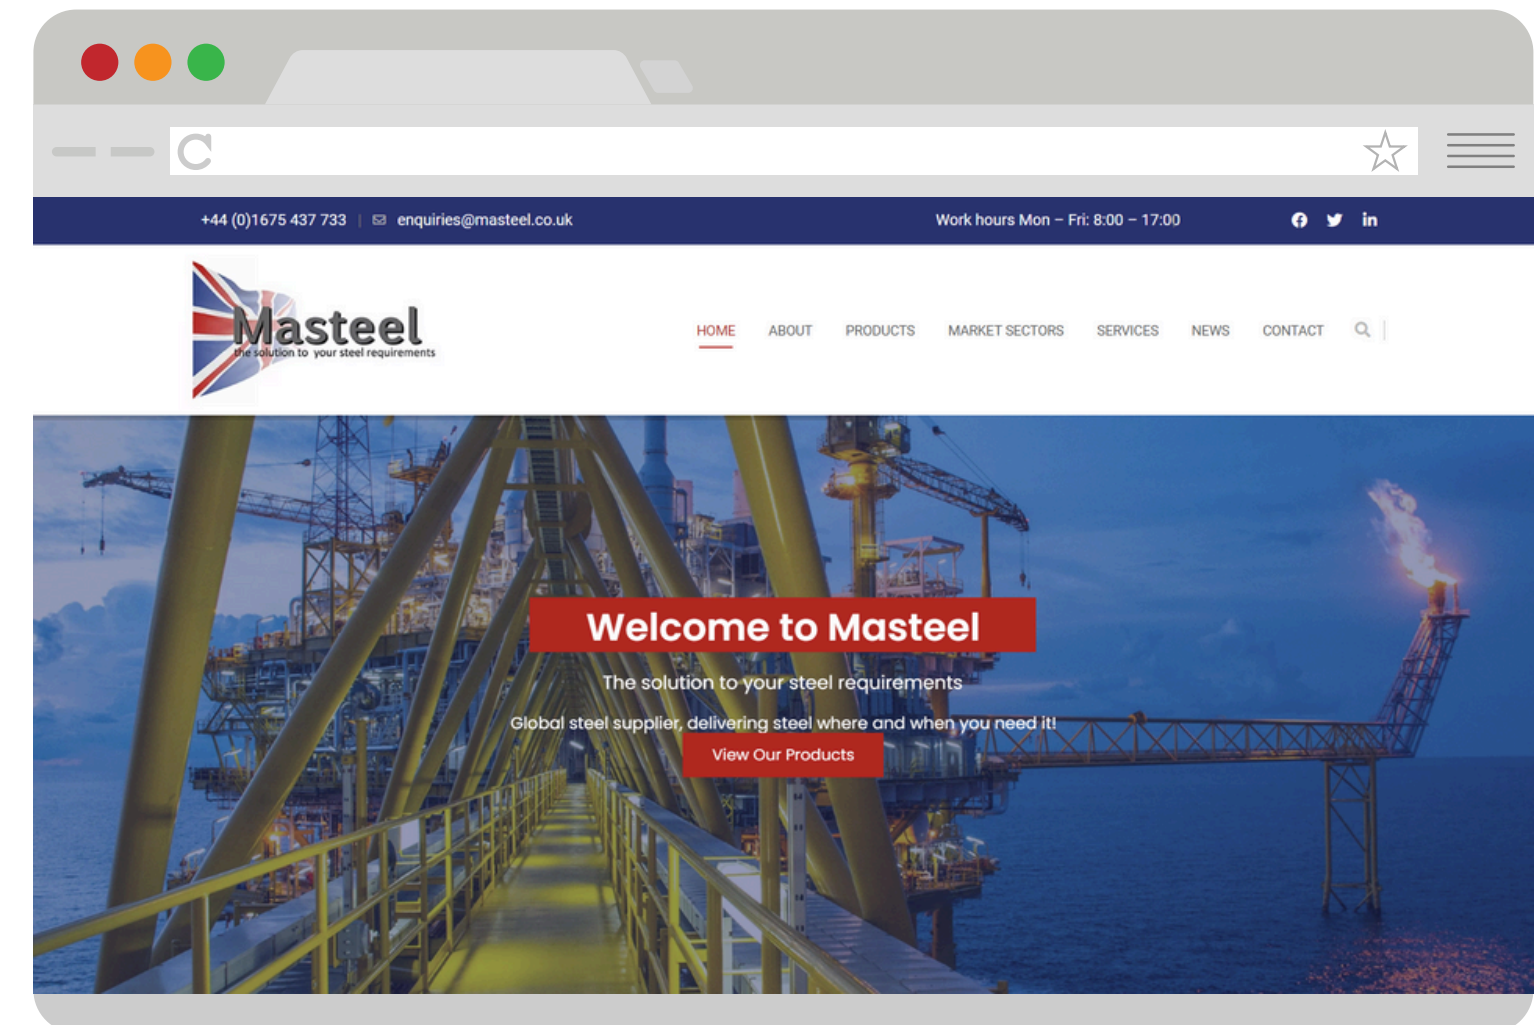 +44 (0)1675 437 733 | enquiries@masteel.co.uk
Work hours Mon – Fri: 8:00 – 17:00
Masteel
the solution to your steel requirements
HOME ABOUT PRODUCTS MARKET SECTORS SERVICES NEWS CONTACT
Welcome to Masteel
The solution to your steel requirements
Global steel supplier, delivering steel where and when you need it!
View Our Products